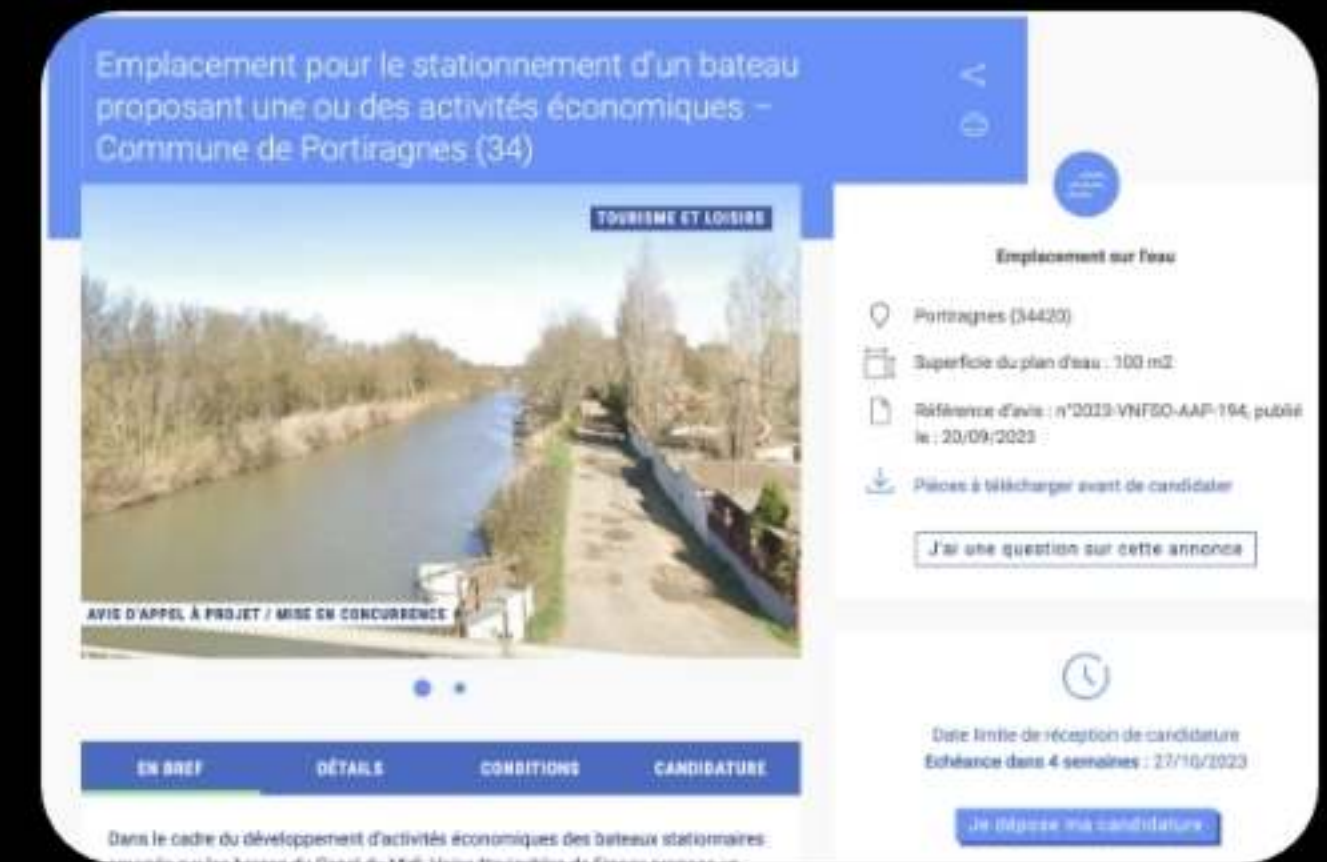 Emplacement pour le stationnement d'un bateau
proposant une ou des activités économiques –
Commune de Portiragnes (34)
TOURISME ET LOISIRS
AVIS D'APPEL À PROJET / MISE EN CONCURRENCE
Emplacement sur l'eau
Portiragnes (34420)
Superficie du plan d'eau : 100 m2
Référence d'avis : n°2023-VNFSO-AAP-194, publié
le : 20/09/2023
Pièces à télécharger avant de candidater
J'ai une question sur cette annonce
Date limite de réception de candidature
Echéance dans 4 semaines : 27/10/2023
Je dépose ma candidature
EN BREF
DÉTAILS
CONDITIONS
CANDIDATURE
Dans le cadre du développement d'activités économiques des bateaux stationnaires